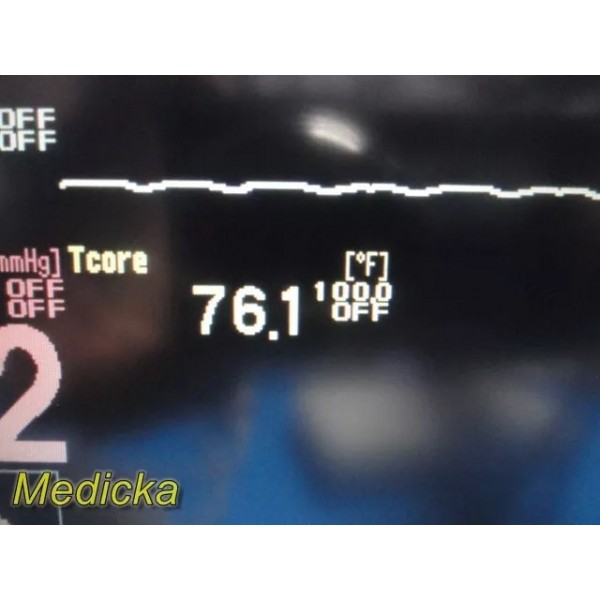 OFF
OFF
mmHg] Tcore [°F]
OFF 76.1 100.0
OFF OFF
2
Medicka